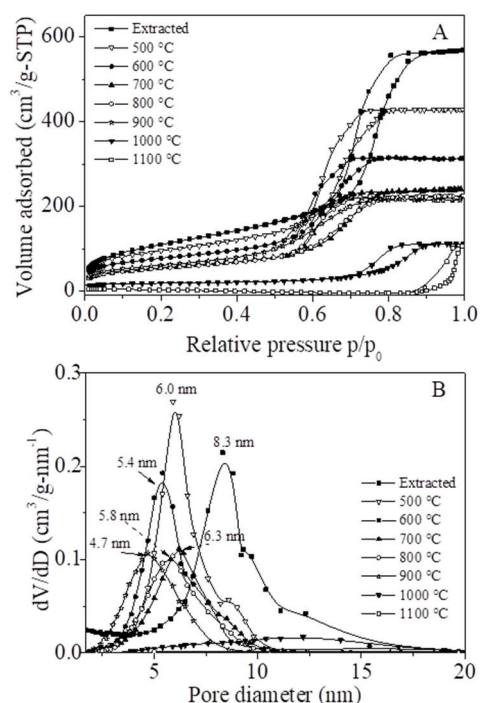 A
Extracted
500 °C
600 °C
700 °C
800 °C
900 °C
1000 °C
1100 °C
600
400
200
0
Volume adsorbed (cm³/g-STP)
0.0 0.2 0.4 0.6 0.8 1.0
Relative pressure p/p₀
B
6.0 nm
8.3 nm
5.4 nm
5.8 nm
6.3 nm
4.7 nm
Extracted
500 °C
600 °C
700 °C
800 °C
900 °C
1000 °C
1100 °C
0.3
0.2
0.1
0.0
dV/dD (cm³/g-nm⁻¹)
5 10 15 20
Pore diameter (nm)